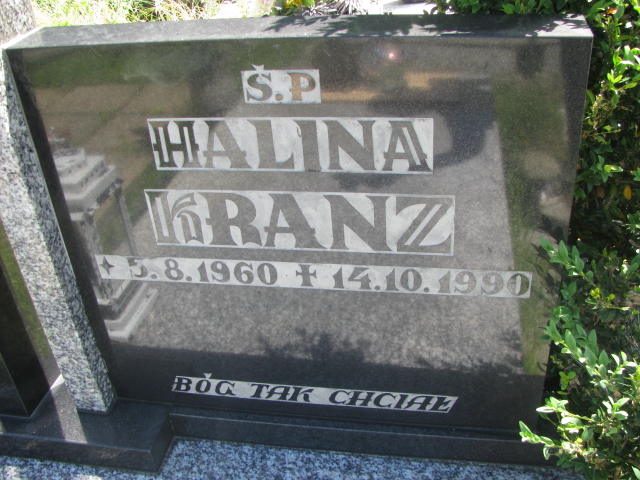 Š.P
HALINA
KRANZ
5.8.1960 ✝ 14.10.1990
BÓG TAK CHCIAŁ